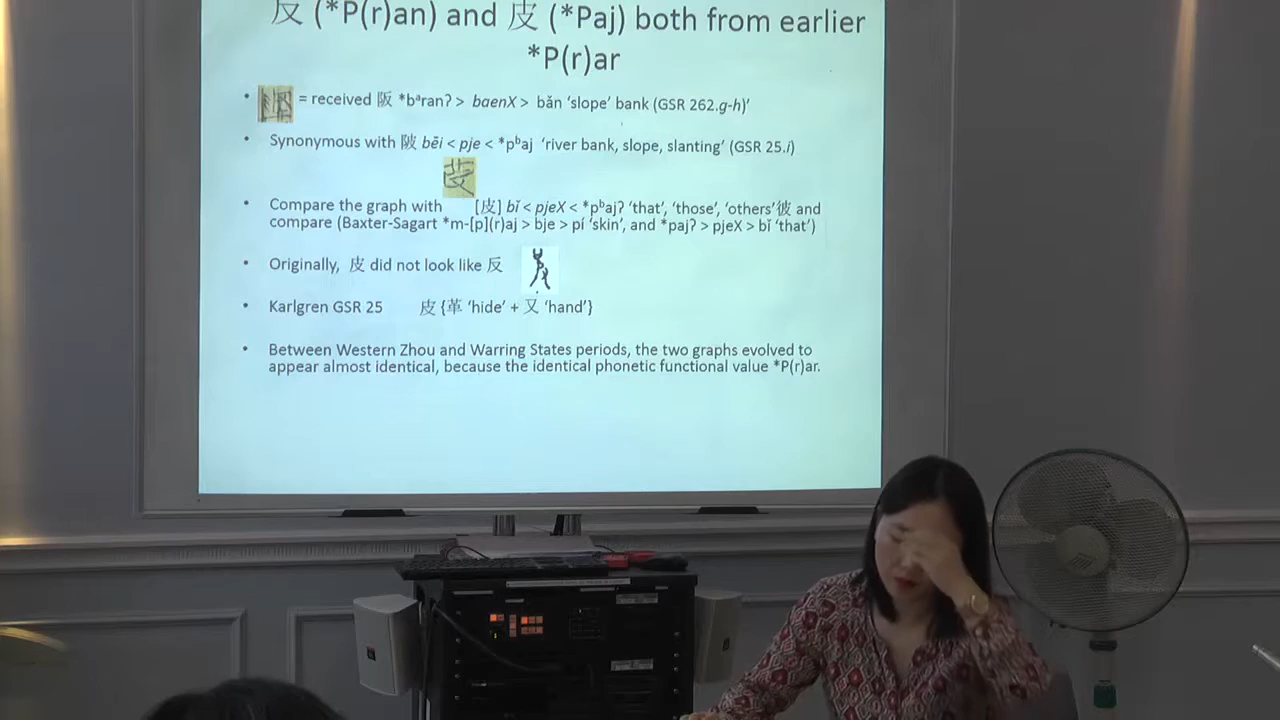 反 (*P(r)an) and 皮 (*Paj) both from earlier
*P(r)ar
• = received 阪 *bᵃranʔ > baenX > bǎn ‘slope’ bank (GSR 262.g-h)’
• Synonymous with 陂 bēi < pje < *pᵇaj ‘river bank, slope, slanting’ (GSR 25.i)
• Compare the graph with [皮] bǐ < pjeX < *pᵇajʔ ‘that’, ‘those’, ‘others’彼 and
compare (Baxter-Sagart *m-[p](r)aj > bje > pí ‘skin’, and *pajʔ > pjeX > bǐ ‘that’)
• Originally, 皮 did not look like 反
• Karlgren GSR 25 皮 {革 ‘hide’ + 又 ‘hand’}
• Between Western Zhou and Warring States periods, the two graphs evolved to
appear almost identical, because the identical phonetic functional value *P(r)ar.